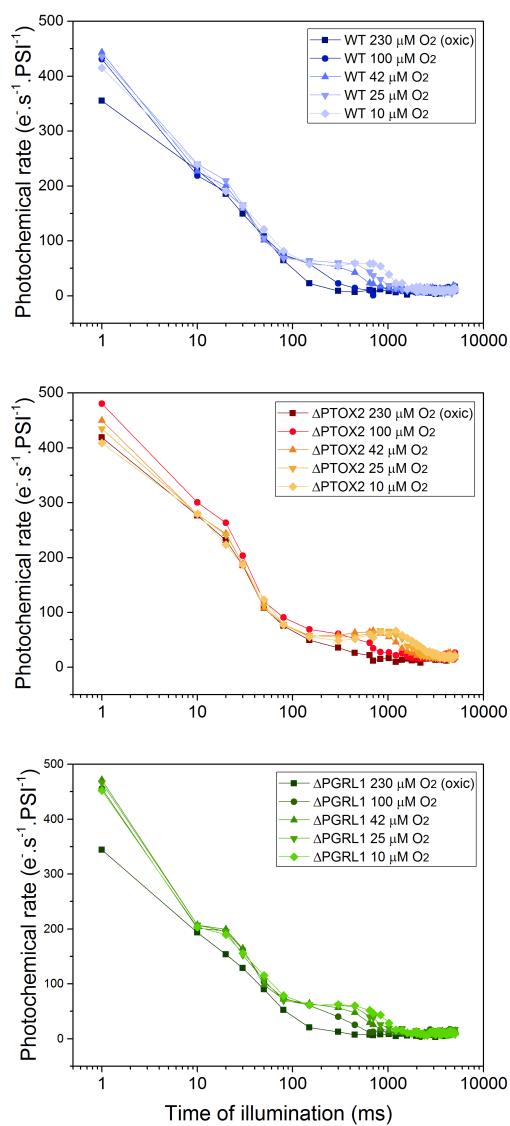 500
400
300
200
100
0
Photochemical rate (e⁻.s⁻¹.PSI⁻¹)
WT 230 µM O2 (oxic)
WT 100 µM O2
WT 42 µM O2
WT 25 µM O2
WT 10 µM O2
1 10 100 1000 10000
500
400
300
200
100
0
Photochemical rate (e⁻.s⁻¹.PSI⁻¹)
ΔPTOX2 230 µM O2 (oxic)
ΔPTOX2 100 µM O2
ΔPTOX2 42 µM O2
ΔPTOX2 25 µM O2
ΔPTOX2 10 µM O2
1 10 100 1000 10000
500
400
300
200
100
0
Photochemical rate (e⁻.s⁻¹.PSI⁻¹)
ΔPGRL1 230 µM O2 (oxic)
ΔPGRL1 100 µM O2
ΔPGRL1 42 µM O2
ΔPGRL1 25 µM O2
ΔPGRL1 10 µM O2
1 10 100 1000 10000
Time of illumination (ms)